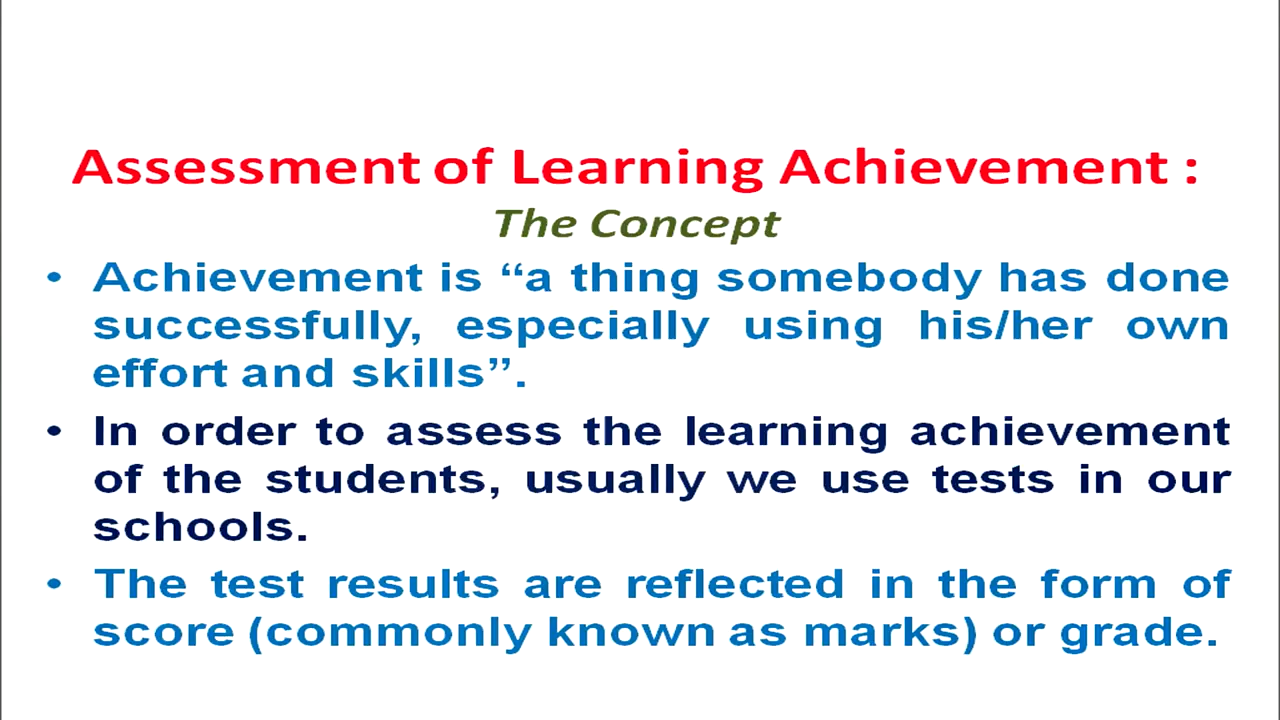 Assessment of Learning Achievement :
The Concept
• Achievement is “a thing somebody has done
successfully, especially using his/her own
effort and skills”.
• In order to assess the learning achievement
of the students, usually we use tests in our
schools.
• The test results are reflected in the form of
score (commonly known as marks) or grade.